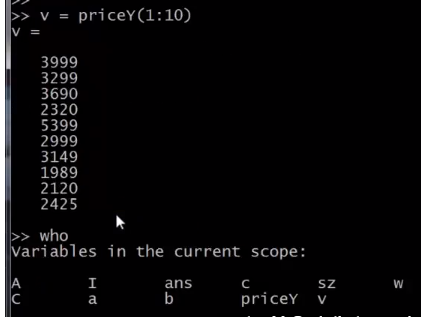 >>
>> v = priceY(1:10)
v =
3999
3299
3690
2320
5399
2999
3149
1989
2120
2425
>> who
Variables in the current scope:
A I ans c sz w
C a b priceY v